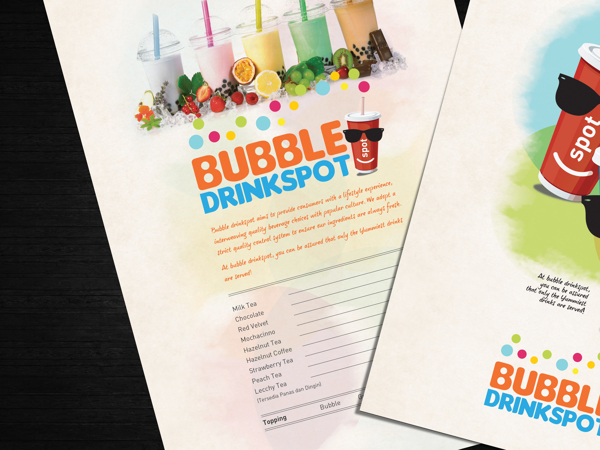 BUBBLE
DRINKSPOT
spot
Bubble drinkspot aims to provide consumers with a lifestyle experience,
interweaving quality beverage choices with popular culture. We adopt a
strict quality control system to ensure our ingredients are always fresh.
At bubble drinkspot, you can be assured that only the Yummiest drinks
are served!
Milk Tea
Chocolate
Red Velvet
Mochacinno
Hazelnut Tea
Hazelnut Coffee
Strawberry Tea
Peach Tea
Lecchy Tea
(Tersedia Panas dan Dingin)
Topping Bubble
spot
At bubble drinkspot,
you can be assured
that only the Yummiest
drinks are served!
BUBBLE
DRINKSPOT